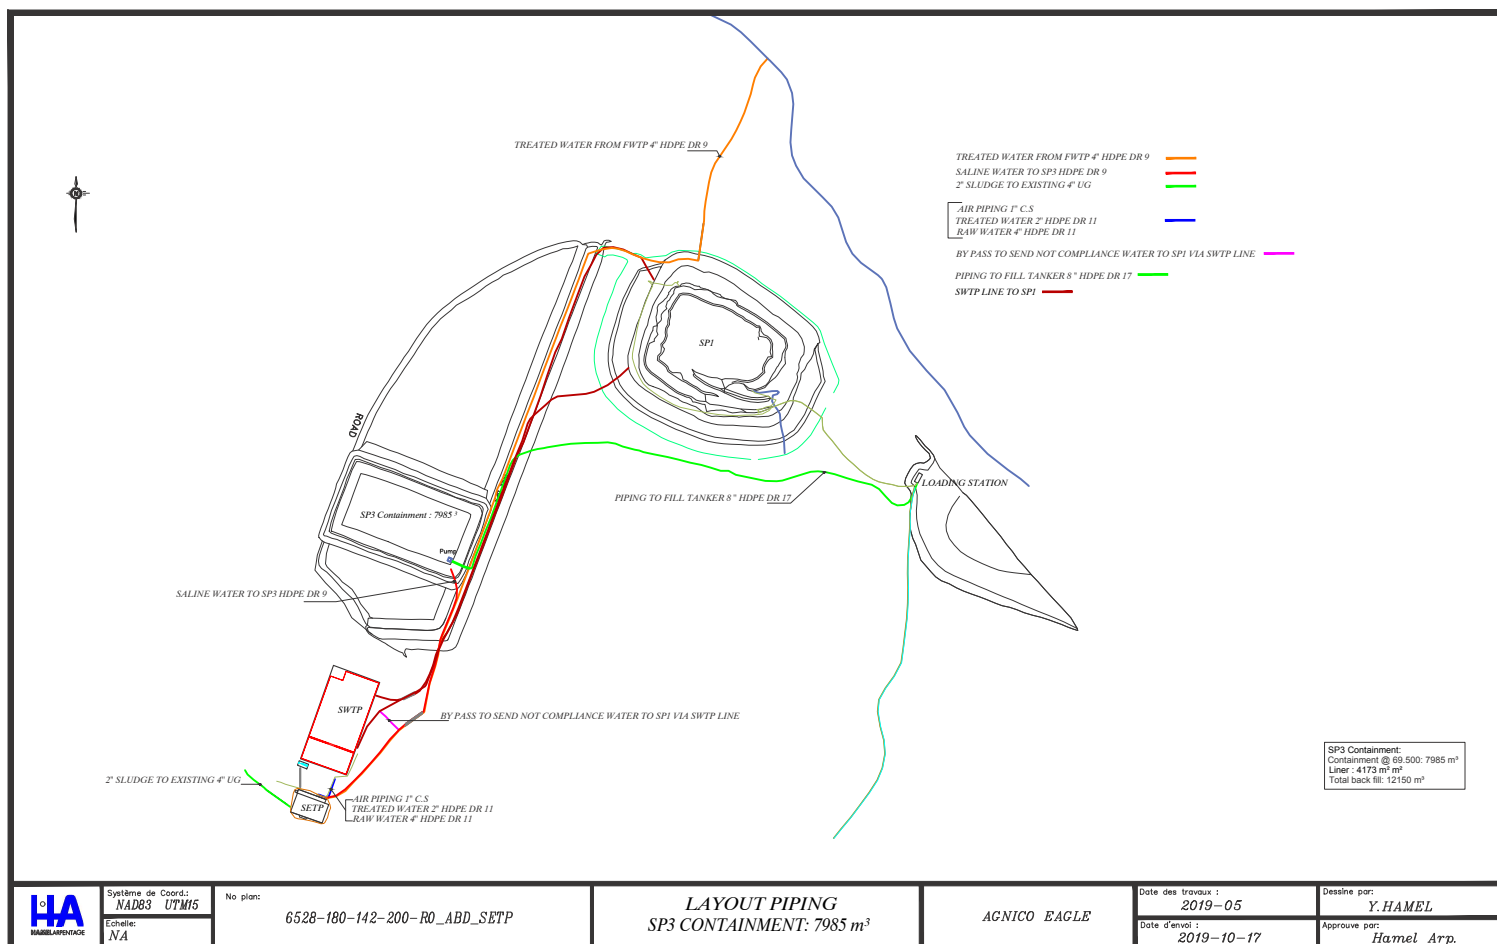 TREATED WATER FROM FWTP 4" HDPE DR 9
TREATED WATER FROM FWTP 4" HDPE DR 9
SALINE WATER TO SP3 HDPE DR 9
2" SLUDGE TO EXISTING 4" UG
AIR PIPING 1" C.S
TREATED WATER 2" HDPE DR 11
RAW WATER 4" HDPE DR 11
BY PASS TO SEND NOT COMPLIANCE WATER TO SP1 VIA SWTP LINE
PIPING TO FILL TANKER 8" HDPE DR 17
SWTP LINE TO SP1
N
SP1
ROAD
LOADING STATION
PIPING TO FILL TANKER 8" HDPE DR 17
SP3 Containment : 7985 ³
Pump
SALINE WATER TO SP3 HDPE DR 9
SWTP
BY PASS TO SEND NOT COMPLIANCE WATER TO SP1 VIA SWTP LINE
2" SLUDGE TO EXISTING 4" UG
SETP
AIR PIPING 1" C.S
TREATED WATER 2" HDPE DR 11
RAW WATER 4" HDPE DR 11
SP3 Containment:
Containment @ 69.500: 7985 m³
Liner : 4173 m² m²
Total back fill: 12150 m³
HA
ARPENTAGE
Système de Coord.:
NAD83 UTM15
Echelle:
NA
No plan:
6528-180-142-200-R0_ABD_SETP
LAYOUT PIPING
SP3 CONTAINMENT: 7985 m³
AGNICO EAGLE
Date des travaux :
2019-05
Date d'envoi :
2019-10-17
Dessine par:
Y.HAMEL
Approuve par:
Hamel Arp.